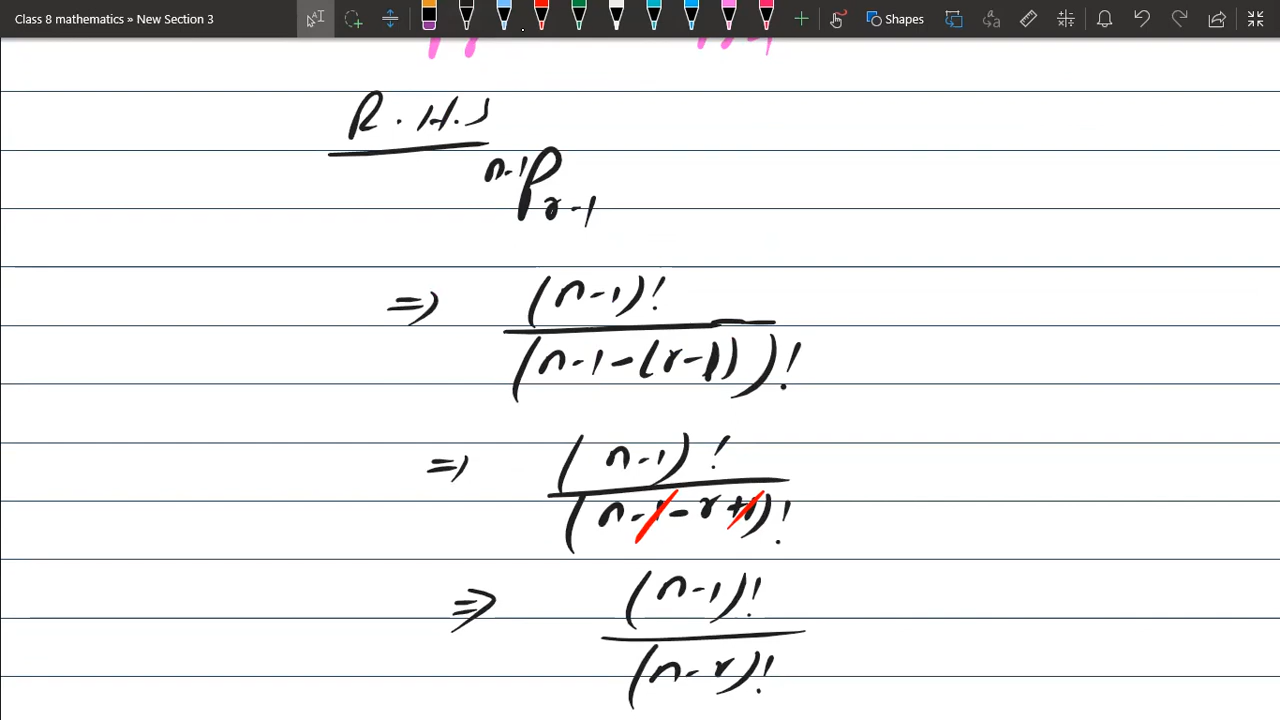 Class 8 mathematics » New Section 3
Shapes
R.H.S
n-1Pr-1
=> (n-1)!
(n-1-(r-1))!
=> (n-1)!
(n-1-r+1)!
=> (n-1)!
(n-r)!